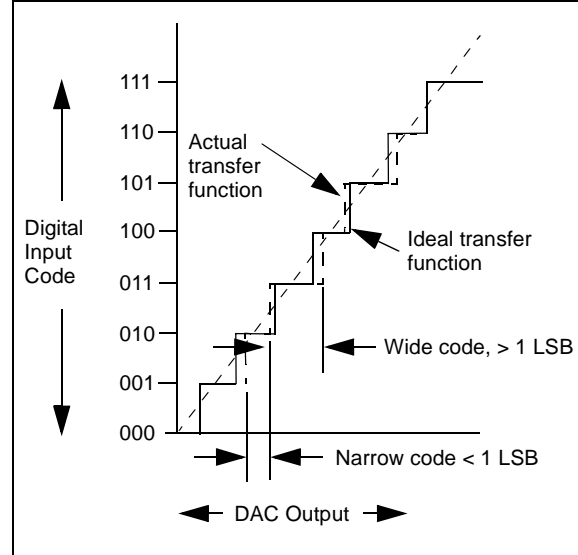 111
110
Actual
transfer
function
101
100
Digital
Input
Code
Ideal transfer
function
011
010
Wide code, > 1 LSB
001
000
Narrow code < 1 LSB
DAC Output